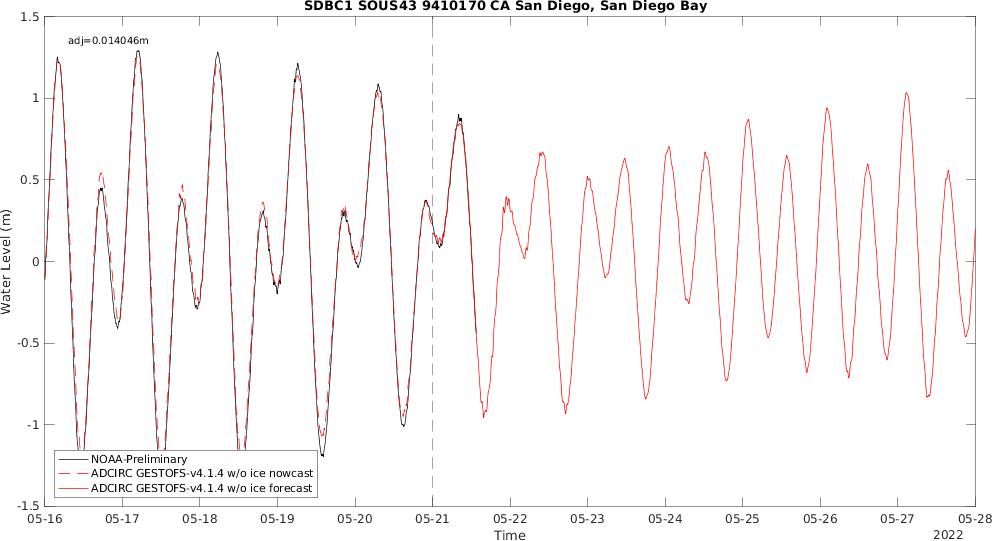 SDBC1 SOUS43 9410170 CA San Diego, San Diego Bay
adj=0.014046m
1.5
1
0.5
0
-0.5
-1
-1.5
Water Level (m)
NOAA-Preliminary
ADCIRC GESTOFS-v4.1.4 w/o ice nowcast
ADCIRC GESTOFS-v4.1.4 w/o ice forecast
05-16 05-17 05-18 05-19 05-20 05-21 05-22 05-23 05-24 05-25 05-26 05-27 05-28
Time
2022